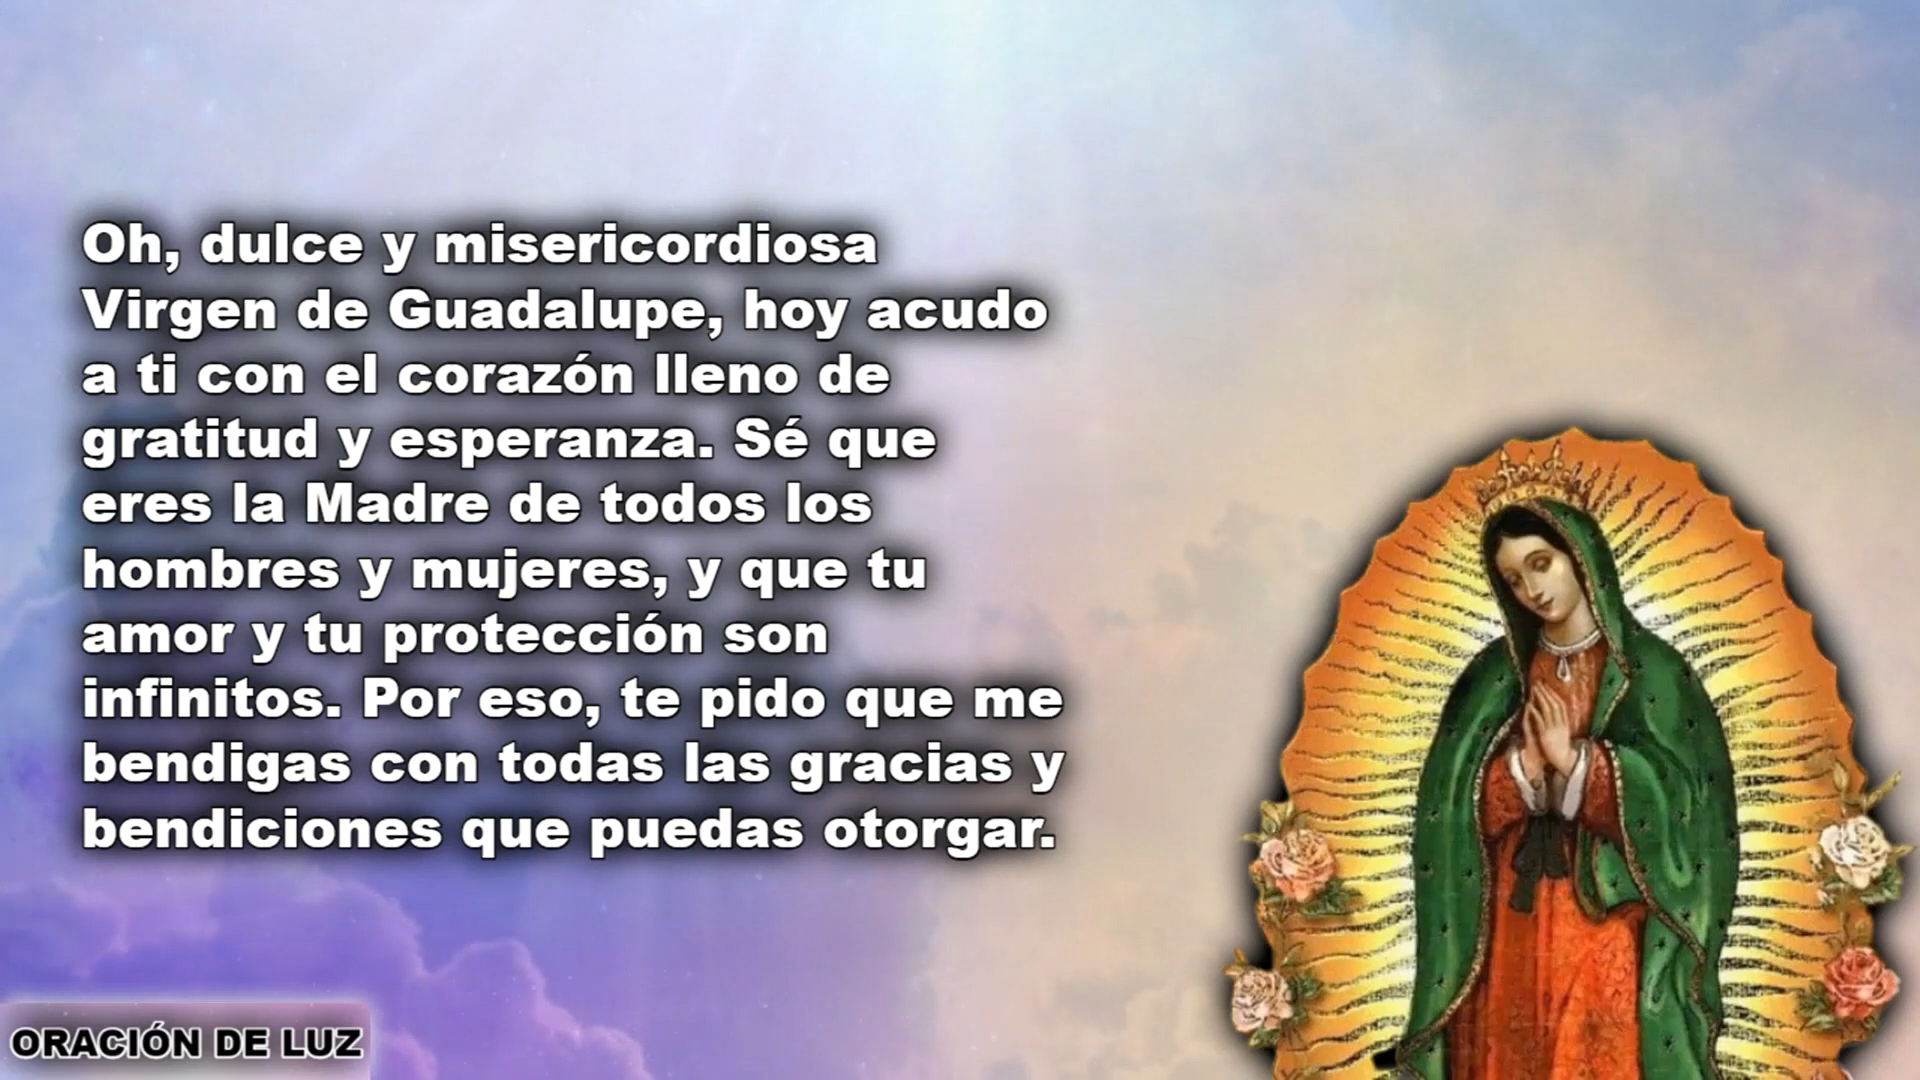 Oh, dulce y misericordiosa
Virgen de Guadalupe, hoy acudo
a ti con el corazón lleno de
gratitud y esperanza. Sé que
eres la Madre de todos los
hombres y mujeres, y que tu
amor y tu protección son
infinitos. Por eso, te pido que me
bendigas con todas las gracias y
bendiciones que puedas otorgar.
ORACIÓN DE LUZ